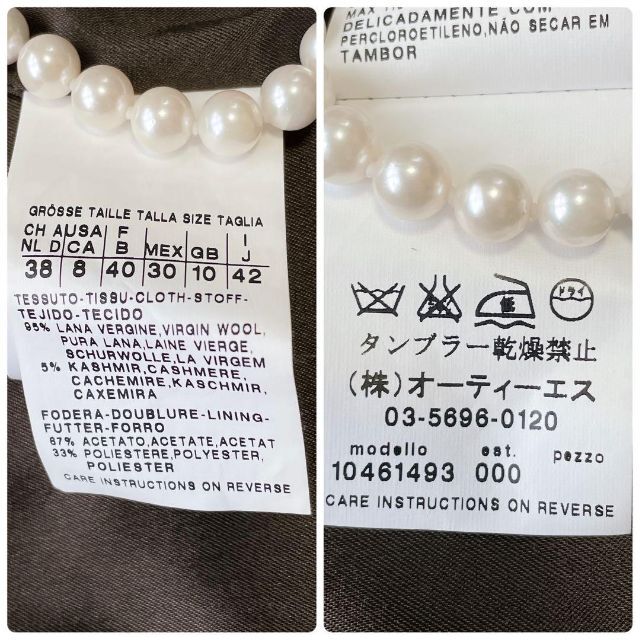 GRÖSSE TAILLE TALLA SIZE TAGLIA
CH A USA F I
NL D CA B MEX GB J
38 8 40 30 10 42
TESSUTO-TISSU-CLOTH-STOFF-
TEJIDO-TECIDO
95% LANA VERGINE,VIRGIN WOOL,
PURA LANA,LAINE VIERGE,
SCHURWOLLE,LA VIRGEM
5% KASHMIR,CASHMERE,
CACHEMIRE,KASCHMIR,
CAXEMIRA
FODERA-DOUBLURE-LINING-
FUTTER-FORRO
67% ACETATO,ACETATE,ACETAT
33% POLIESTERE,POLYESTER,
POLIESTER
CARE INSTRUCTIONS ON REVERSE
DELICADAMENTE COM
PERCLOROETILENO,NÃO SECAR EM
TAMBOR
低 ドライ
タンブラー乾燥禁止
(株)オーティーエス
03-5696-0120
modello est. pezzo
10461493 000
CARE INSTRUCTIONS ON REVERSE